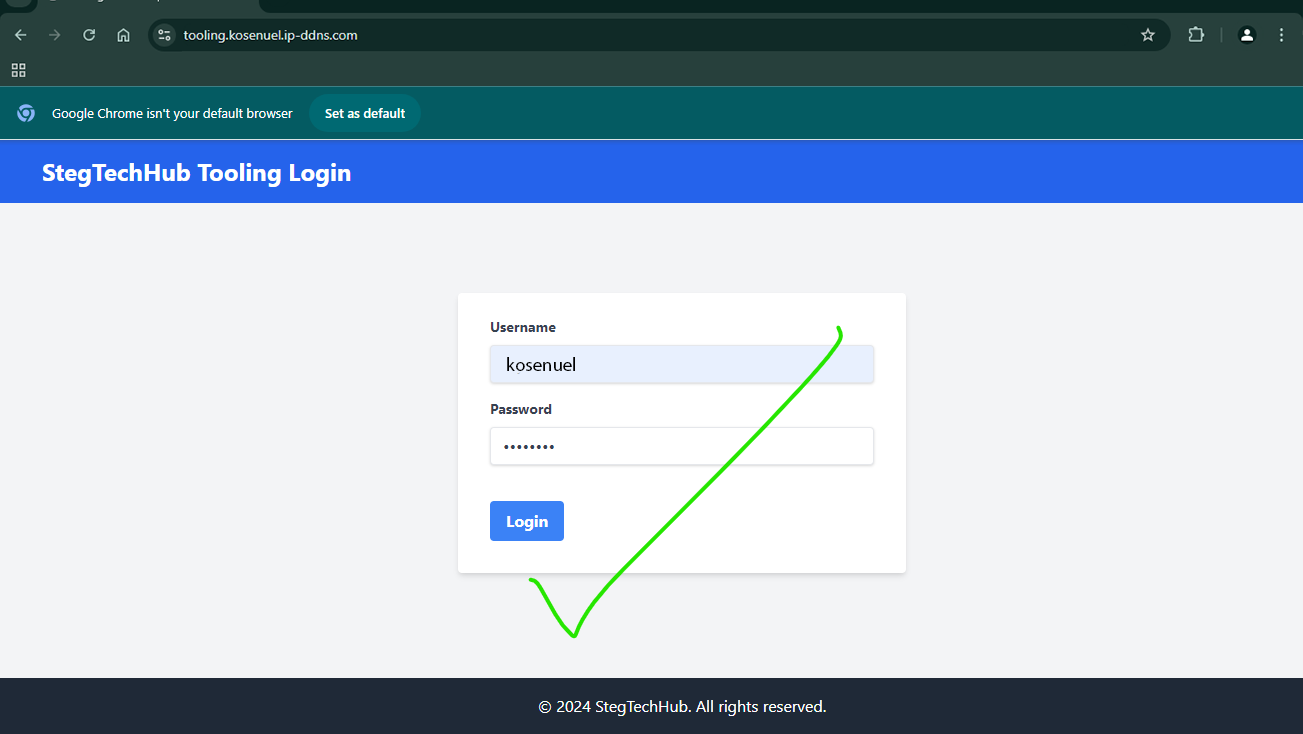 tooling.kosenuel.ip-ddns.com
Google Chrome isn't your default browser Set as default
StegTechHub Tooling Login
Username
kosenuel
Password
••••••••
Login
© 2024 StegTechHub. All rights reserved.